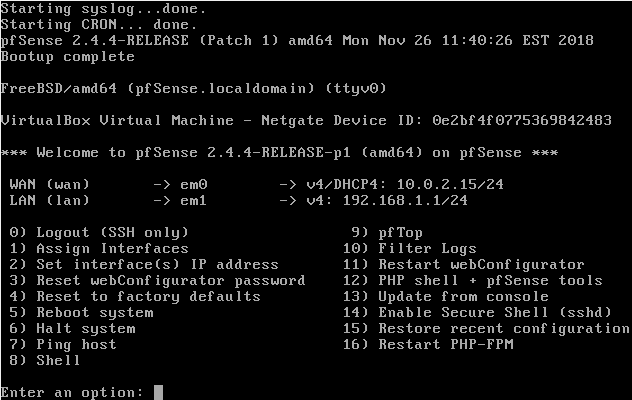 Starting syslog...done.
Starting CRON... done.
pfSense 2.4.4-RELEASE (Patch 1) amd64 Mon Nov 26 11:40:26 EST 2018
Bootup complete
FreeBSD/amd64 (pfSense.localdomain) (ttyv0)
VirtualBox Virtual Machine - Netgate Device ID: 0e2bf4f0775369842483
*** Welcome to pfSense 2.4.4-RELEASE-p1 (amd64) on pfSense ***
WAN (wan) -> em0 -> v4/DHCP4: 10.0.2.15/24
LAN (lan) -> em1 -> v4: 192.168.1.1/24
0) Logout (SSH only) 9) pfTop
1) Assign Interfaces 10) Filter Logs
2) Set interface(s) IP address 11) Restart webConfigurator
3) Reset webConfigurator password 12) PHP shell + pfSense tools
4) Reset to factory defaults 13) Update from console
5) Reboot system 14) Enable Secure Shell (sshd)
6) Halt system 15) Restore recent configuration
7) Ping host 16) Restart PHP-FPM
8) Shell
Enter an option: